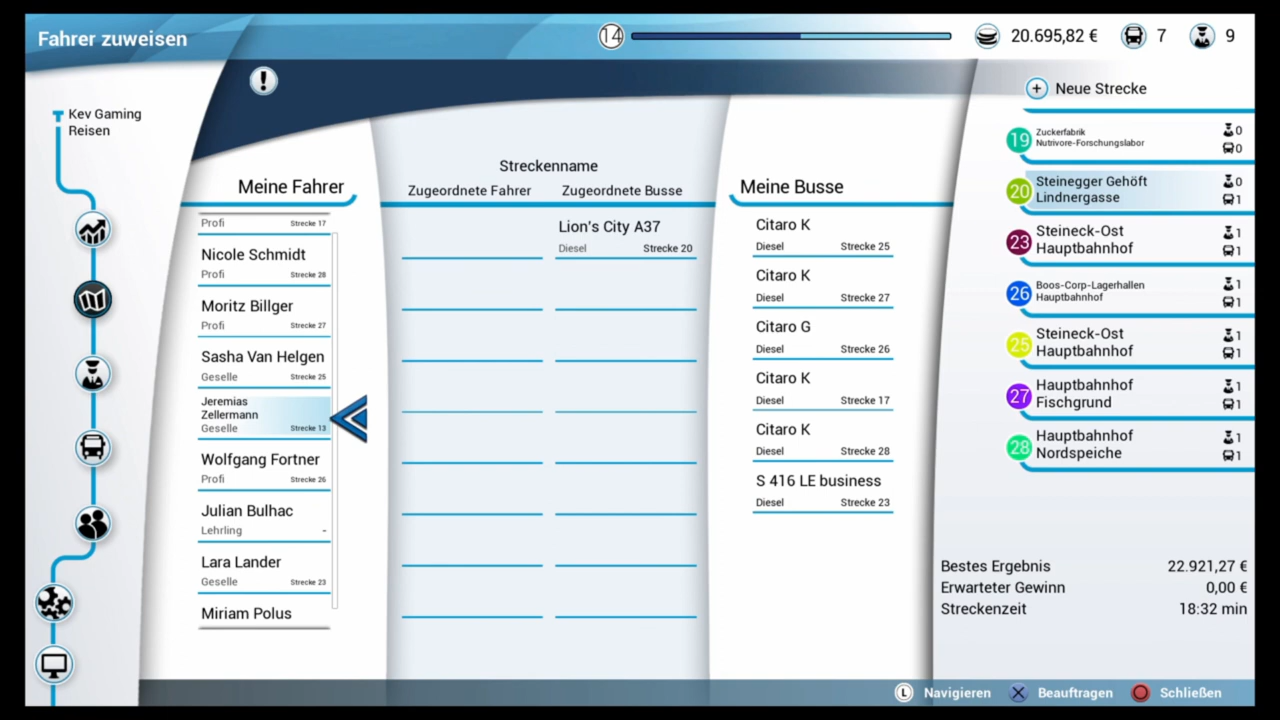 Fahrer zuweisen
14
20.695,82 €
7
9
Kev Gaming
Reisen
Meine Fahrer
Profi Strecke 17
Nicole Schmidt
Profi Strecke 28
Moritz Billger
Profi Strecke 27
Sasha Van Helgen
Geselle Strecke 25
Jeremias
Zellermann
Geselle Strecke 13
Wolfgang Fortner
Profi Strecke 26
Julian Bulhac
Lehrling -
Lara Lander
Geselle Strecke 23
Miriam Polus
Streckenname
Zugeordnete Fahrer Zugeordnete Busse
Lion's City A37
Diesel Strecke 20
Meine Busse
Citaro K
Diesel Strecke 25
Citaro K
Diesel Strecke 27
Citaro G
Diesel Strecke 26
Citaro K
Diesel Strecke 17
Citaro K
Diesel Strecke 28
S 416 LE business
Diesel Strecke 23
+ Neue Strecke
19 Zuckerfabrik 0
Nutrivore-Forschungslabor 0
20 Steinegger Gehöft 0
Lindnergasse 1
23 Steineck-Ost 1
Hauptbahnhof 1
26 Boos-Corp-Lagerhallen 1
Hauptbahnhof 1
25 Steineck-Ost 1
Hauptbahnhof 1
27 Hauptbahnhof 1
Fischgrund 1
28 Hauptbahnhof 1
Nordspeiche 1
Bestes Ergebnis 22.921,27 €
Erwarteter Gewinn 0,00 €
Streckenzeit 18:32 min
L Navigieren Beauftragen Schließen